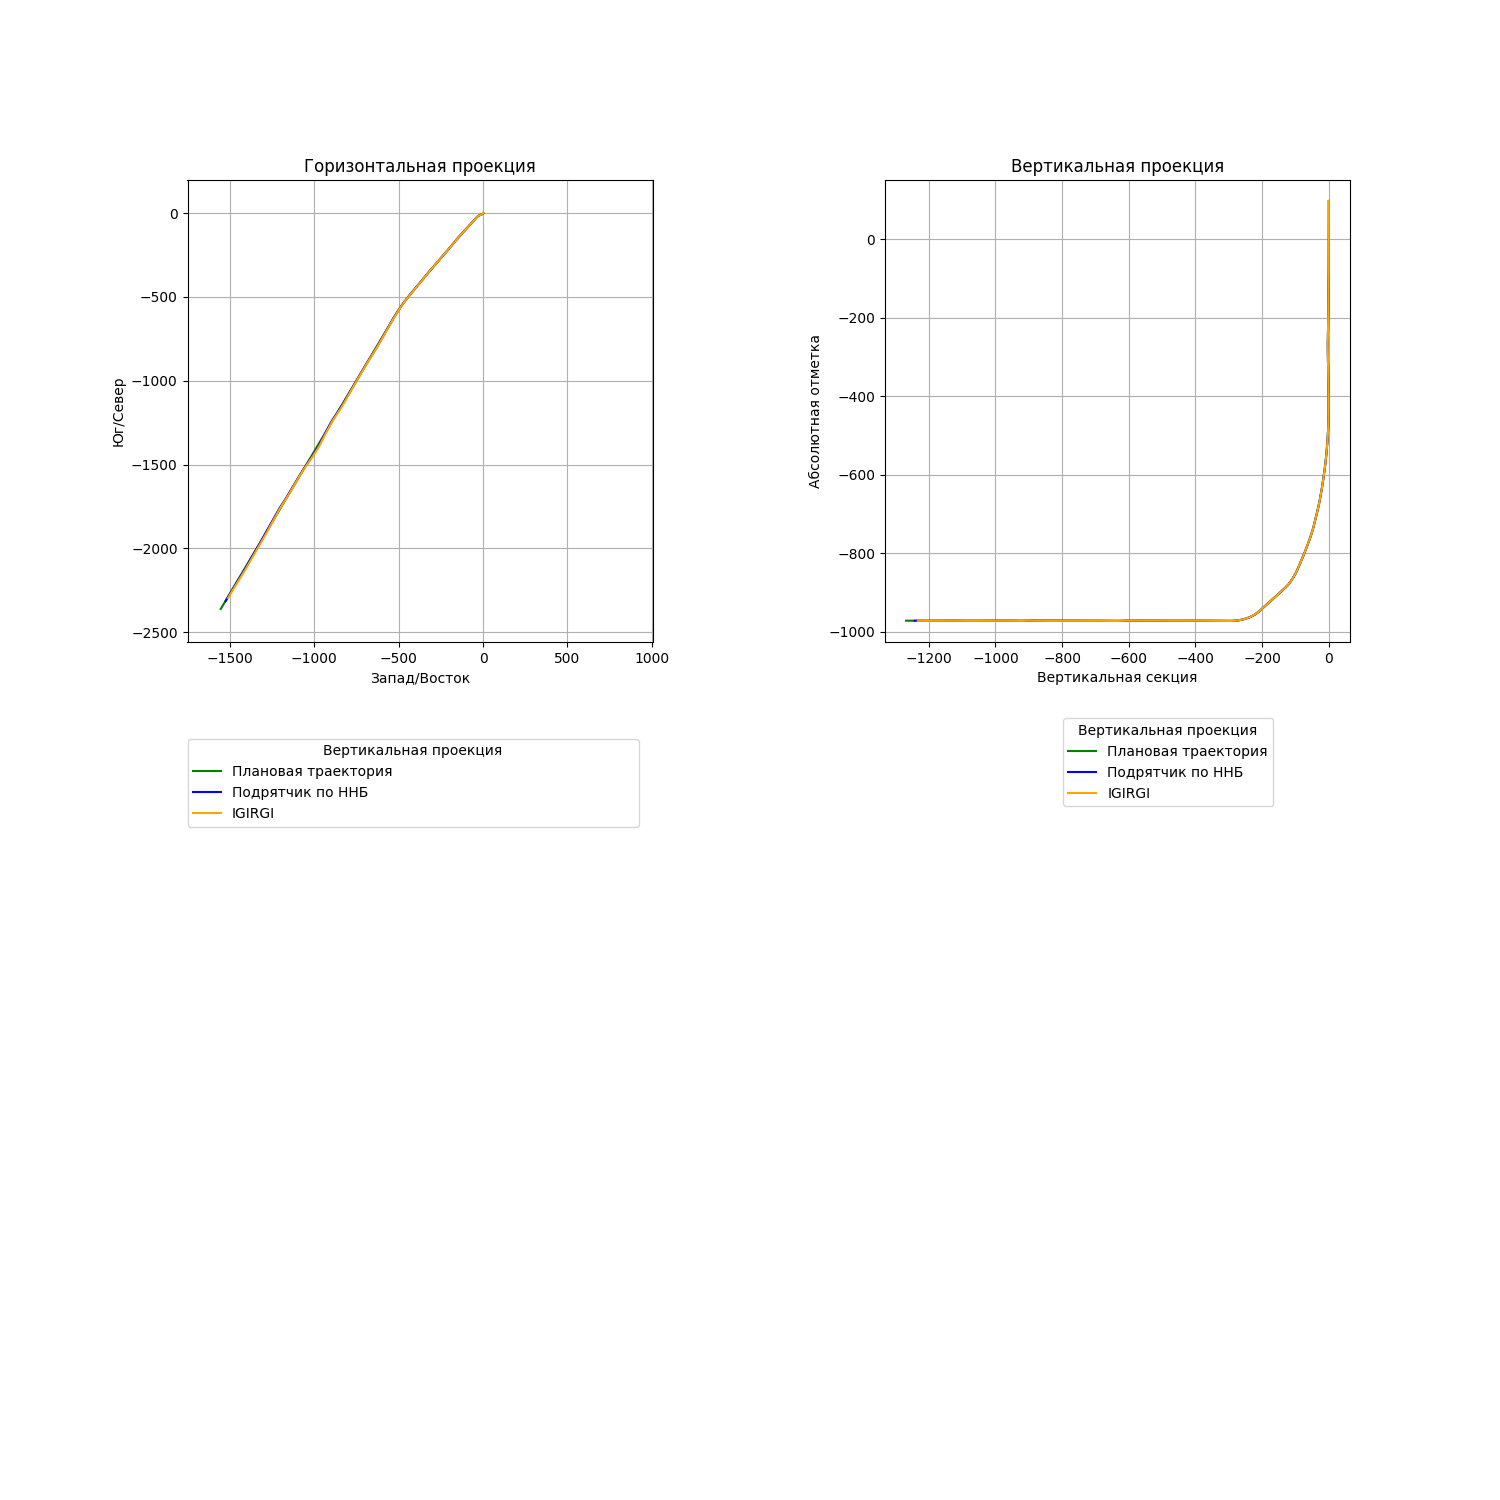 Горизонтальная проекция
0
−500
−1000
−1500
−2000
−2500
Юг/Север
−1500 −1000 −500 0 500 1000
Запад/Восток
Вертикальная проекция
Плановая траектория
Подрятчик по ННБ
IGIRGI
Вертикальная проекция
0
−200
−400
−600
−800
−1000
Абсолютная отметка
−1200 −1000 −800 −600 −400 −200 0
Вертикальная секция
Вертикальная проекция
Плановая траектория
Подрятчик по ННБ
IGIRGI